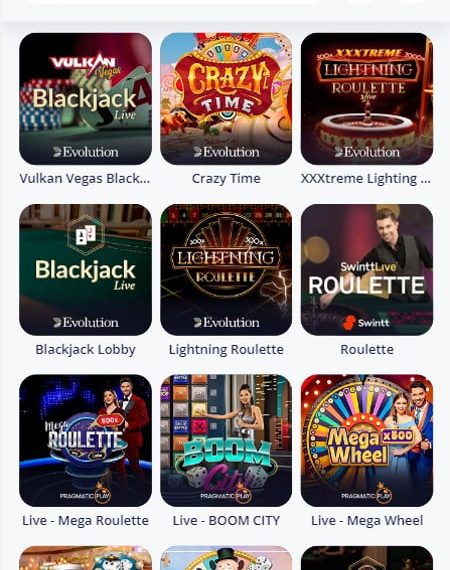 VULKAN
Vegas
Blackjack
Live
Evolution
CRAZY
TIME
Evolution
XXXTREME
LIGHTNING
ROULETTE
Live
Evolution
Vulkan Vegas Black...
Crazy Time
XXXtreme Lighting ...
Blackjack
Live
Evolution
500x
500x
LIGHTNING
ROULETTE
Evolution
SwinttLive
ROULETTE
Swintt
Blackjack Lobby
Lightning Roulette
Roulette
Mega
500x
ROULETTE
PRAGMATIC PLAY
BOOM
City
PRAGMATIC PLAY
Mega
x500
Wheel
PRAGMATIC PLAY
Live - Mega Roulette
Live - BOOM CITY
Live - Mega Wheel